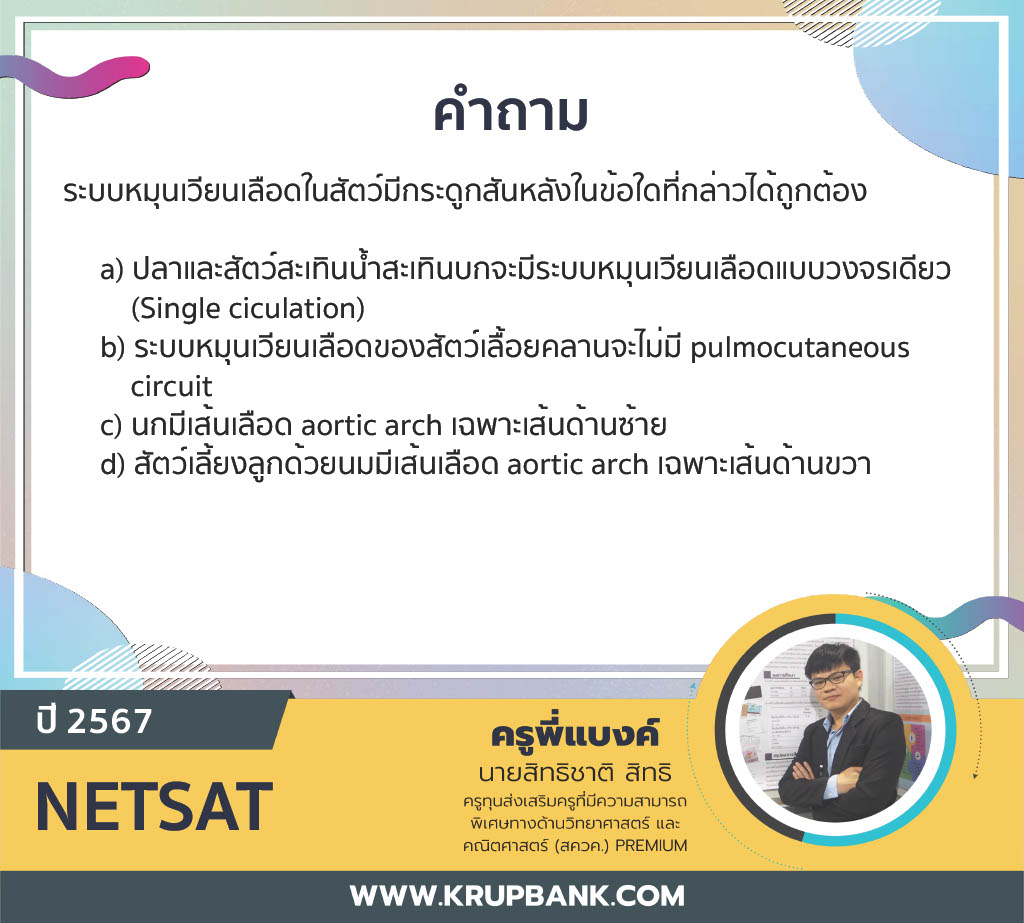 คำถาม
ระบบหมุนเวียนเลือดในสัตว์มีกระดูกสันหลังในข้อใดที่กล่าวได้ถูกต้อง
a) ปลาและสัตว์สะเทินน้ำสะเทินบกจะมีระบบหมุนเวียนเลือดแบบวงจรเดียว
(Single ciculation)
b) ระบบหมุนเวียนเลือดของสัตว์เลื้อยคลานจะไม่มี pulmocutaneous
circuit
c) นกมีเส้นเลือด aortic arch เฉพาะเส้นด้านซ้าย
d) สัตว์เลี้ยงลูกด้วยนมมีเส้นเลือด aortic arch เฉพาะเส้นด้านขวา
ปี 2567
NETSAT
ครูพี่แบงค์
นายสิทธิชาติ สิทธิ
ครูทุนส่งเสริมครูที่มีความสามารถ
พิเศษทางด้านวิทยาศาสตร์ และ
คณิตศาสตร์ (สควค.) PREMIUM
WWW.KRUPBANK.COM